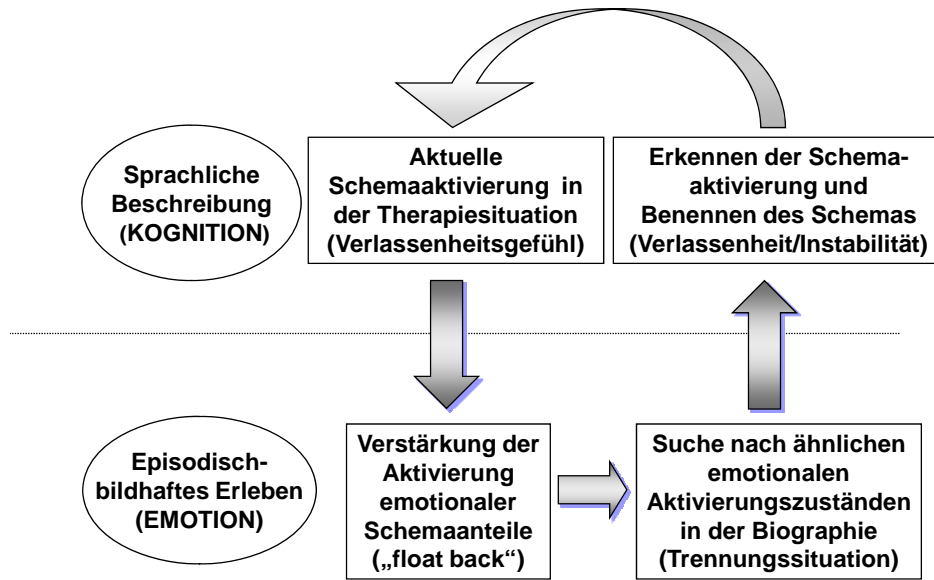 Sprachliche
Beschreibung
(KOGNITION)
Aktuelle
Schemaaktivierung in
der Therapiesituation
(Verlassenheitsgefühl)
Erkennen der Schema-
aktivierung und
Benennen des Schemas
(Verlassenheit/Instabilität)
Episodisch-
bildhaftes Erleben
(EMOTION)
Verstärkung der
Aktivierung
emotionaler
Schemaanteile
(„float back“)
Suche nach ähnlichen
emotionalen
Aktivierungszuständen
in der Biographie
(Trennungssituation)